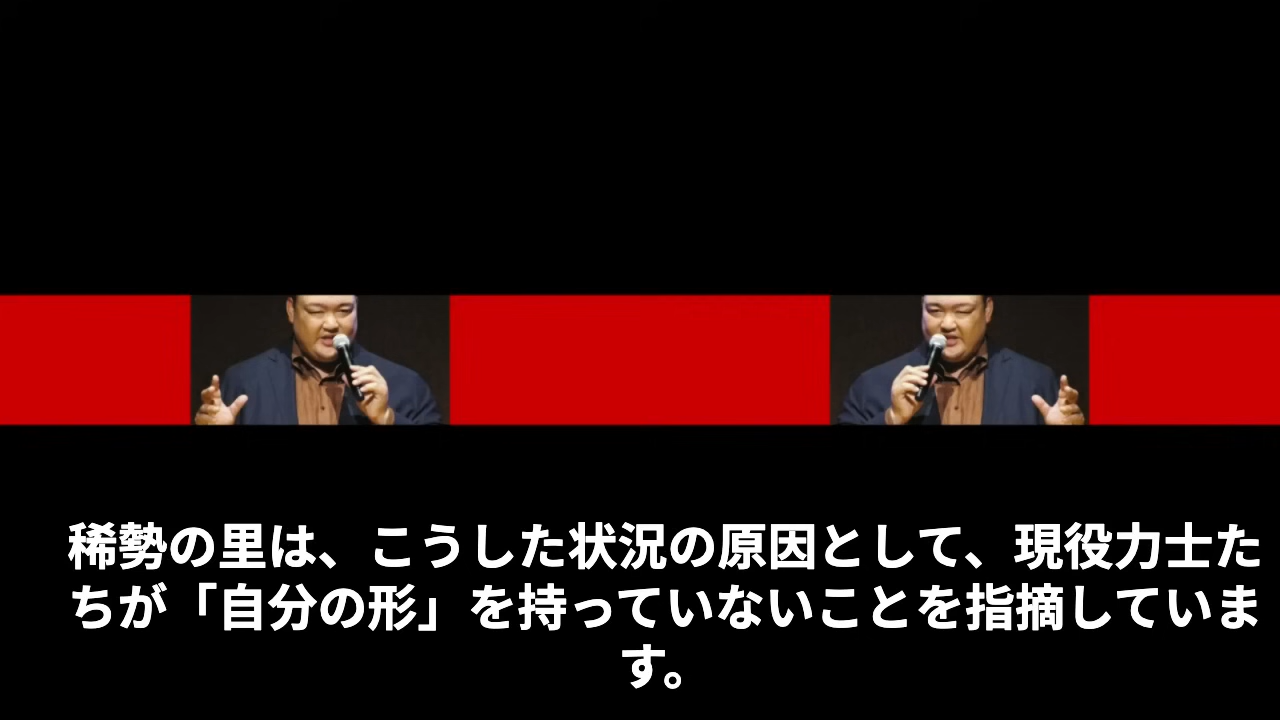 稀勢の里は、こうした状況の原因として、現役力士た
ちが「自分の形」を持っていないことを指摘していま
す。